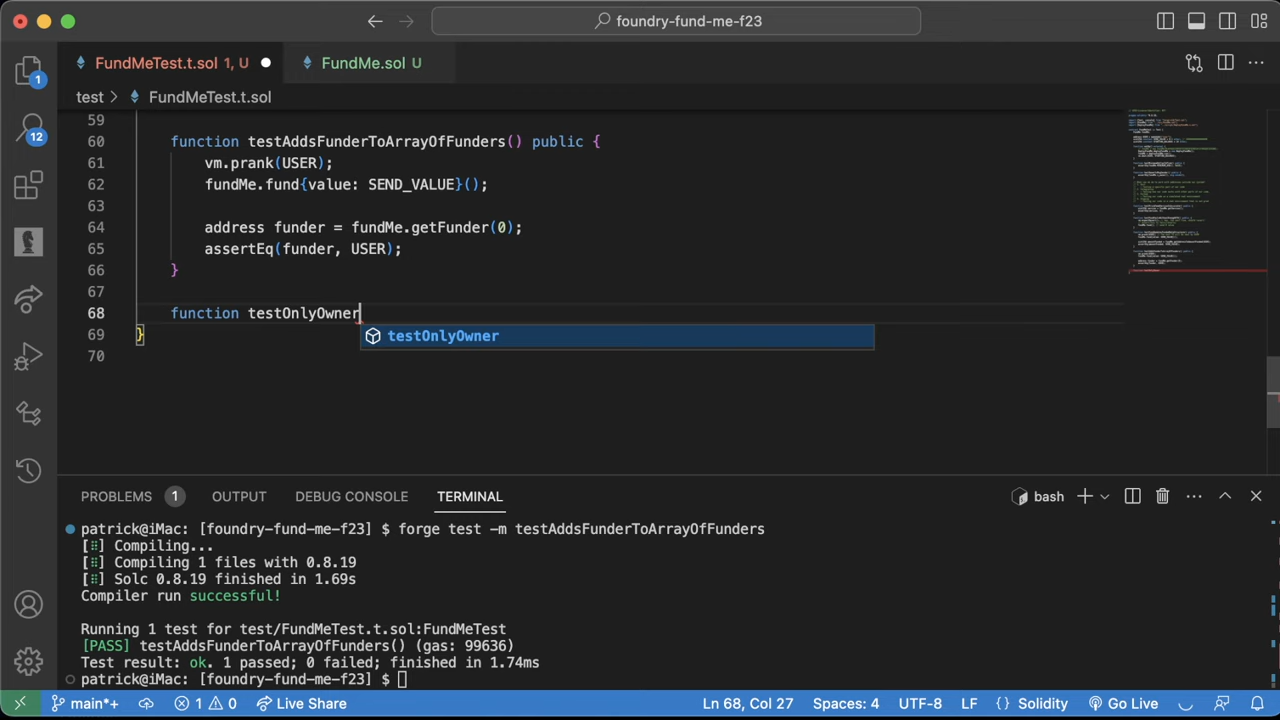 foundry-fund-me-f23
FundMeTest.t.sol 1, U
FundMe.sol U
test > FundMeTest.t.sol
1
12
59
60 function testAddsFunderToArrayOfFunders() public {
61 vm.prank(USER);
62 fundMe.fund{value: SEND_VALUE}();
63
64 address funder = fundMe.getFunder(0);
65 assertEq(funder, USER);
66 }
67
68 function testOnlyOwner
testOnlyOwner
69 }
70
PROBLEMS 1 OUTPUT DEBUG CONSOLE TERMINAL bash
patrick@iMac: [foundry-fund-me-f23] $ forge test -m testAddsFunderToArrayOfFunders
[⠿] Compiling...
[⠿] Compiling 1 files with 0.8.19
[⠿] Solc 0.8.19 finished in 1.69s
Compiler run successful!
Running 1 test for test/FundMeTest.t.sol:FundMeTest
[PASS] testAddsFunderToArrayOfFunders() (gas: 99636)
Test result: ok. 1 passed; 0 failed; finished in 1.74ms
patrick@iMac: [foundry-fund-me-f23] $
main*+ 1 0 Live Share Ln 68, Col 27 Spaces: 4 UTF-8 LF {} Solidity Go Live